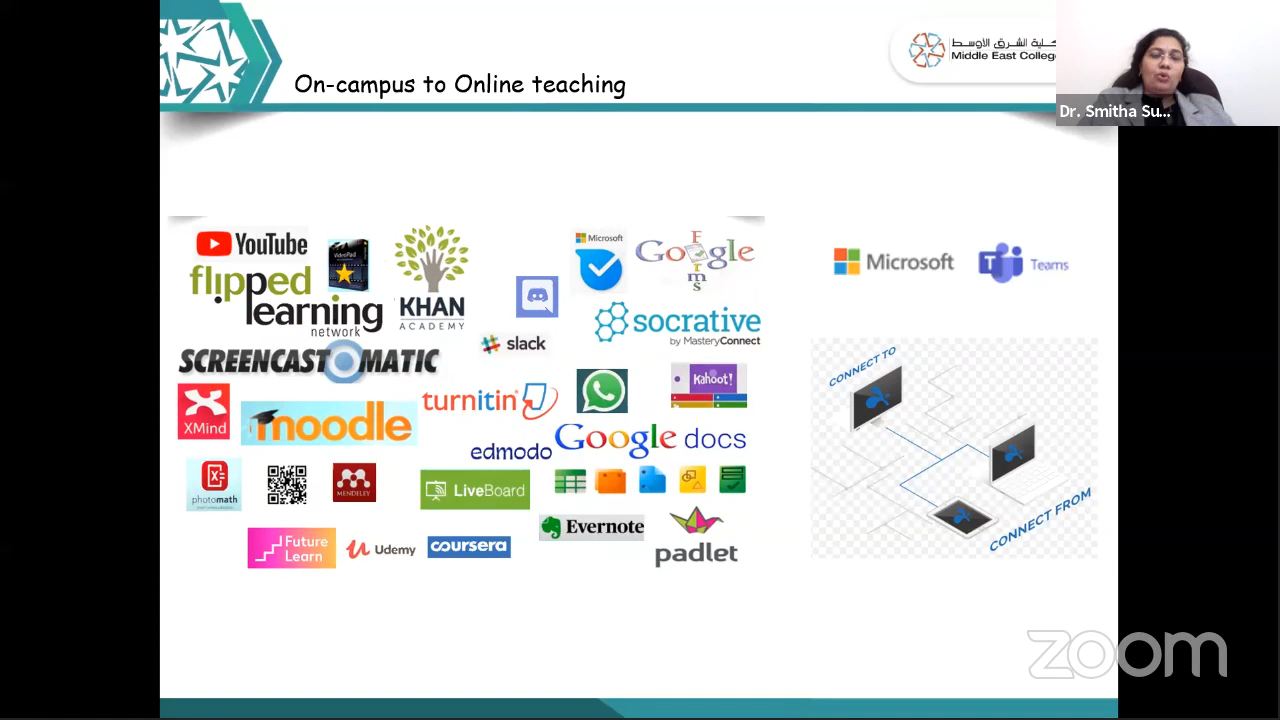 On-campus to Online teaching
كلية الشرق الأوسط
Middle East College
Dr. Smitha Su...
YouTube
VideoPad
flipped
learning
network
KHAN
ACADEMY
Microsoft
Google
Forms
slack
socrative
by MasteryConnect
SCREENCAST MATIC
XMind
moodle
turnitin
Kahoot!
edmodo
Google docs
photomath
MENDELEY
LiveBoard
Future
Learn
Udemy
coursera
Evernote
padlet
Microsoft
Teams
CONNECT TO
CONNECT FROM
zoom